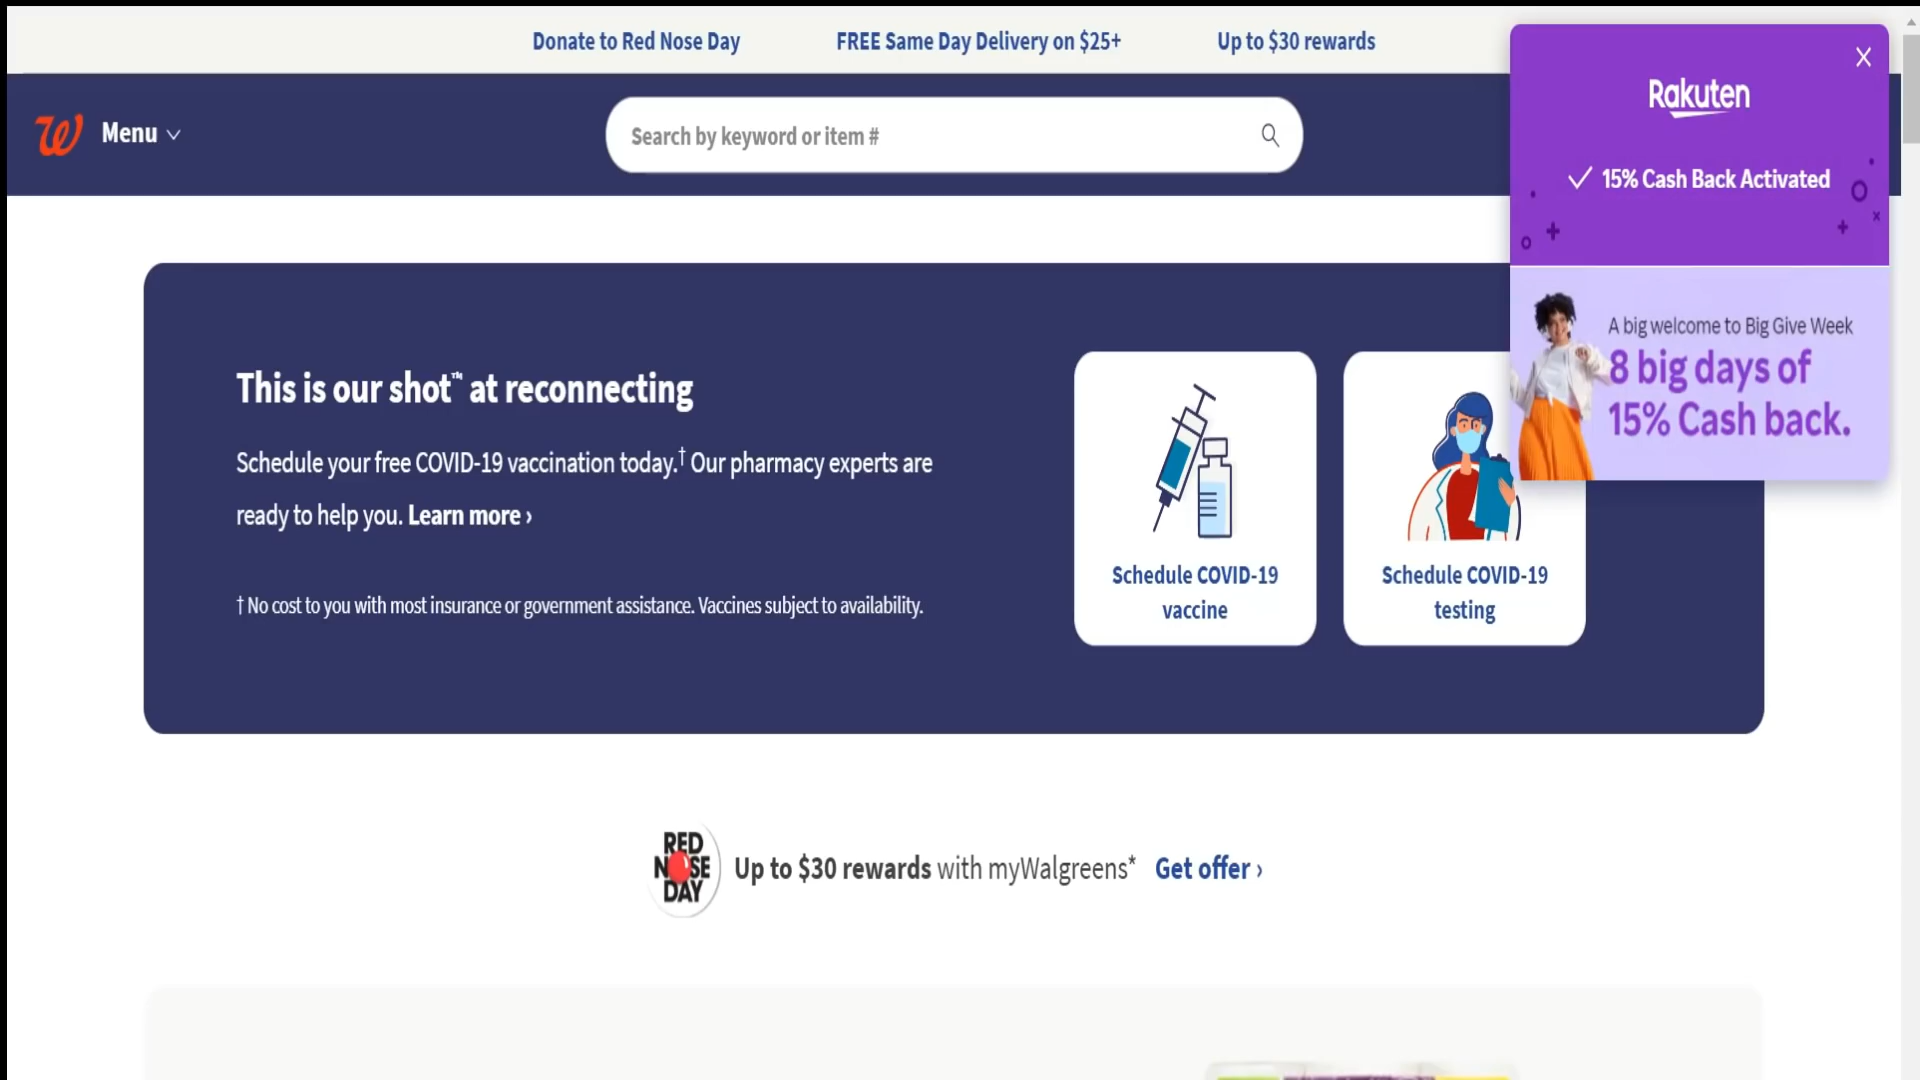 Donate to Red Nose Day
FREE Same Day Delivery on $25+
Up to $30 rewards
X
Rakuten
15% Cash Back Activated
W
Menu
Search by keyword or item #
A big welcome to Big Give Week
8 big days of
15% Cash back.
This is our shot™ at reconnecting
Schedule your free COVID-19 vaccination today.† Our pharmacy experts are
ready to help you. Learn more ›
† No cost to you with most insurance or government assistance. Vaccines subject to availability.
Schedule COVID-19
vaccine
Schedule COVID-19
testing
RED
NOSE
DAY
Up to $30 rewards with myWalgreens* Get offer ›